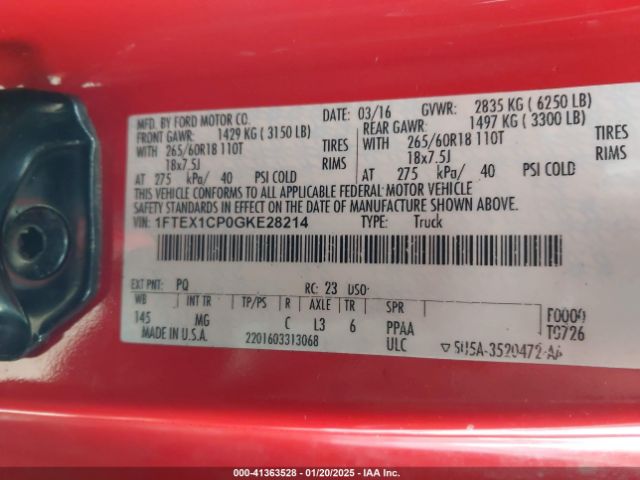 MFD. BY FORD MOTOR CO. DATE: 03/16 GVWR: 2835 KG ( 6250 LB)
FRONT GAWR: 1429 KG ( 3150 LB) REAR GAWR: 1497 KG ( 3300 LB)
WITH 265/60R18 110T TIRES WITH 265/60R18 110T TIRES
18x7.5J RIMS 18x7.5J RIMS
AT 275 kPa/ 40 PSI COLD AT 275 kPa/ 40 PSI COLD
THIS VEHICLE CONFORMS TO ALL APPLICABLE FEDERAL MOTOR VEHICLE
SAFETY STANDARDS IN EFFECT ON THE DATE OF MANUFACTURE SHOWN ABOVE.
VIN: 1FTEX1CP0GKE28214 TYPE: Truck
EXT PNT: PQ RC: 23 USO:
WB INT TR TP/PS R AXLE TR SPR F0000
145 MG C L3 6 PPAA T0726
MADE IN U.S.A. 2201603313068 ULC ▽ 5U5A-3520472-AA
000-41363528 - 01/20/2025 - IAA Inc.